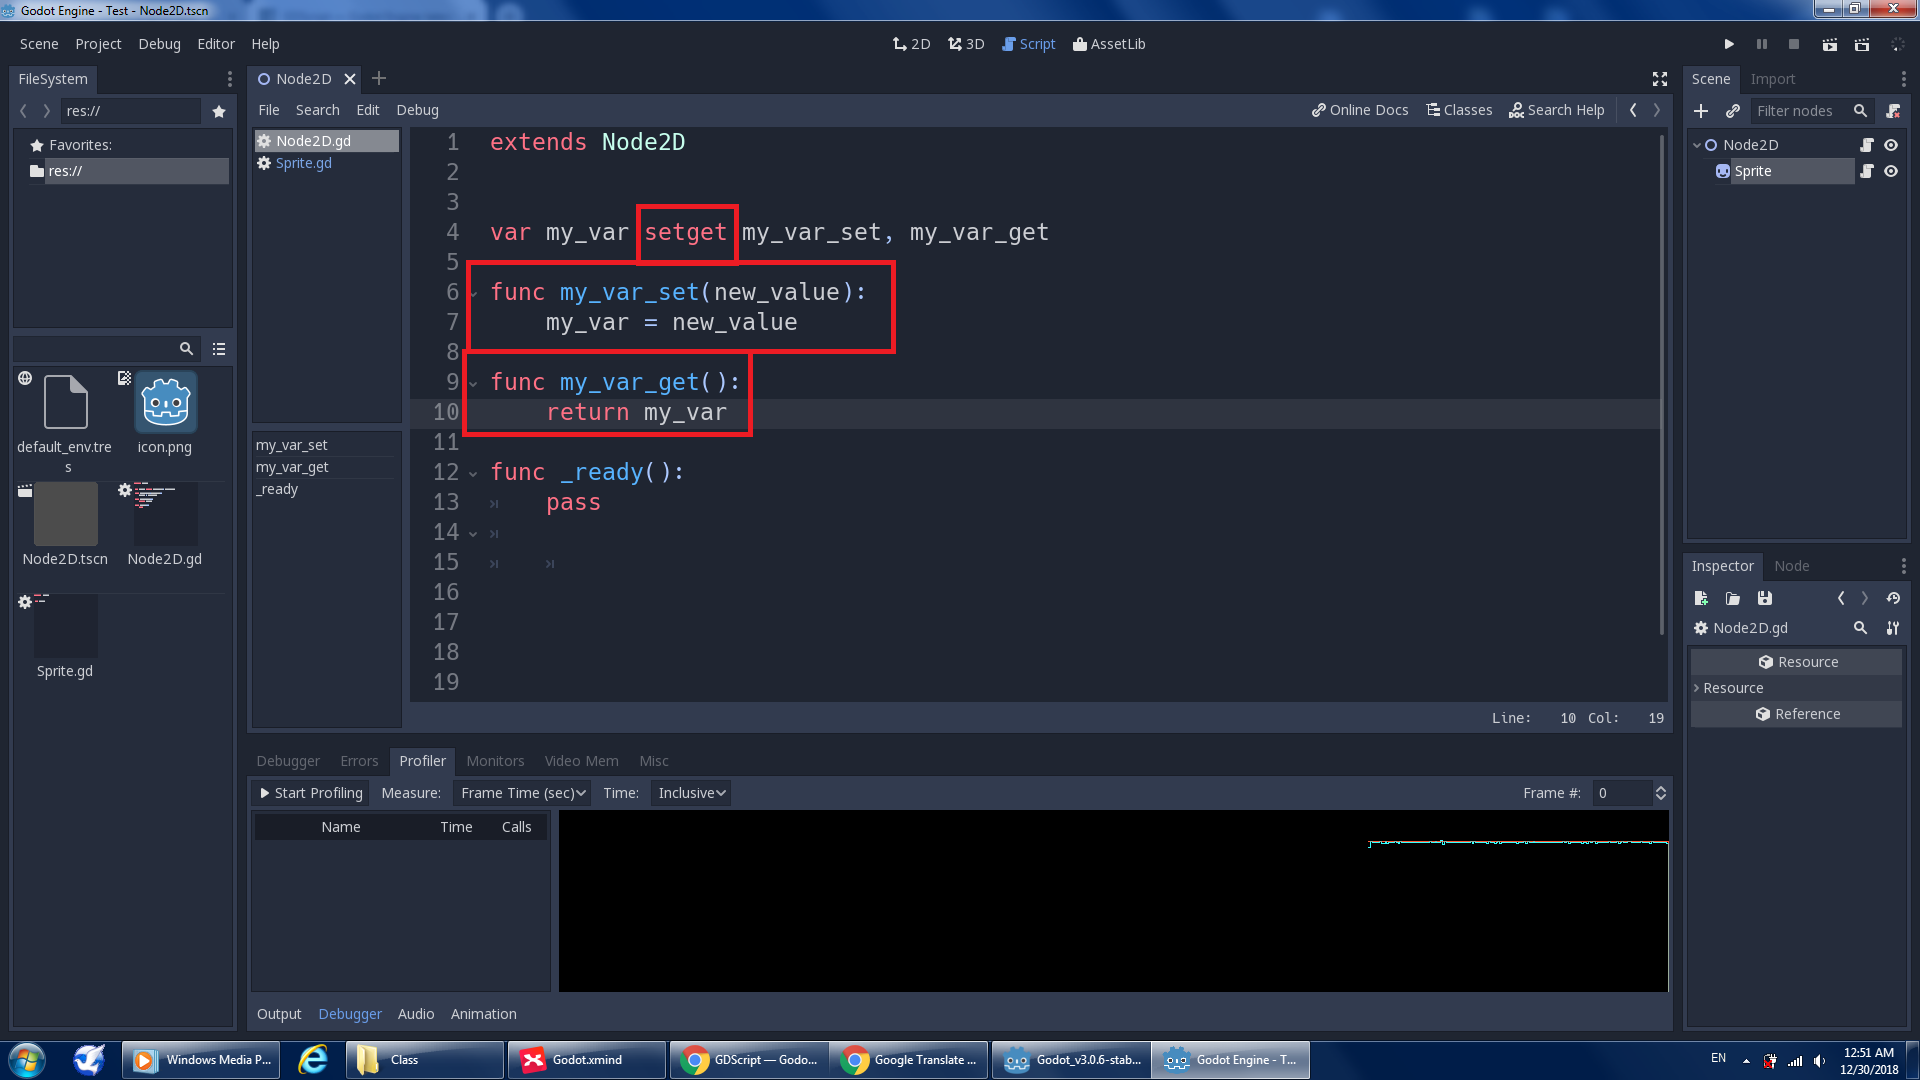 Godot Engine - Test - Node2D.tscn
Scene Project Debug Editor Help
2D 3D Script AssetLib
FileSystem
res://
Favorites:
res://
default_env.tre
s
icon.png
Node2D.tscn
Node2D.gd
Sprite.gd
Node2D
File Search Edit Debug
Online Docs Classes Search Help
Node2D.gd
Sprite.gd
my_var_set
my_var_get
_ready
1 extends Node2D
2
3
4 var my_var setget my_var_set, my_var_get
5
6 func my_var_set(new_value):
7 my_var = new_value
8
9 func my_var_get():
10 return my_var
11
12 func _ready():
13 pass
14
15
16
17
18
19
Line: 10 Col: 19
Debugger Errors Profiler Monitors Video Mem Misc
Start Profiling Measure: Frame Time (sec) Time: Inclusive Frame #: 0
Name Time Calls
Output Debugger Audio Animation
Scene Import
Filter nodes
Node2D
Sprite
Inspector Node
Node2D.gd
Resource
Resource
Reference
Windows Media P...
Class
Godot.xmind
GDScript — Godo...
Google Translate ...
Godot_v3.0.6-stab...
Godot Engine - T...
EN
12:51 AM
12/30/2018